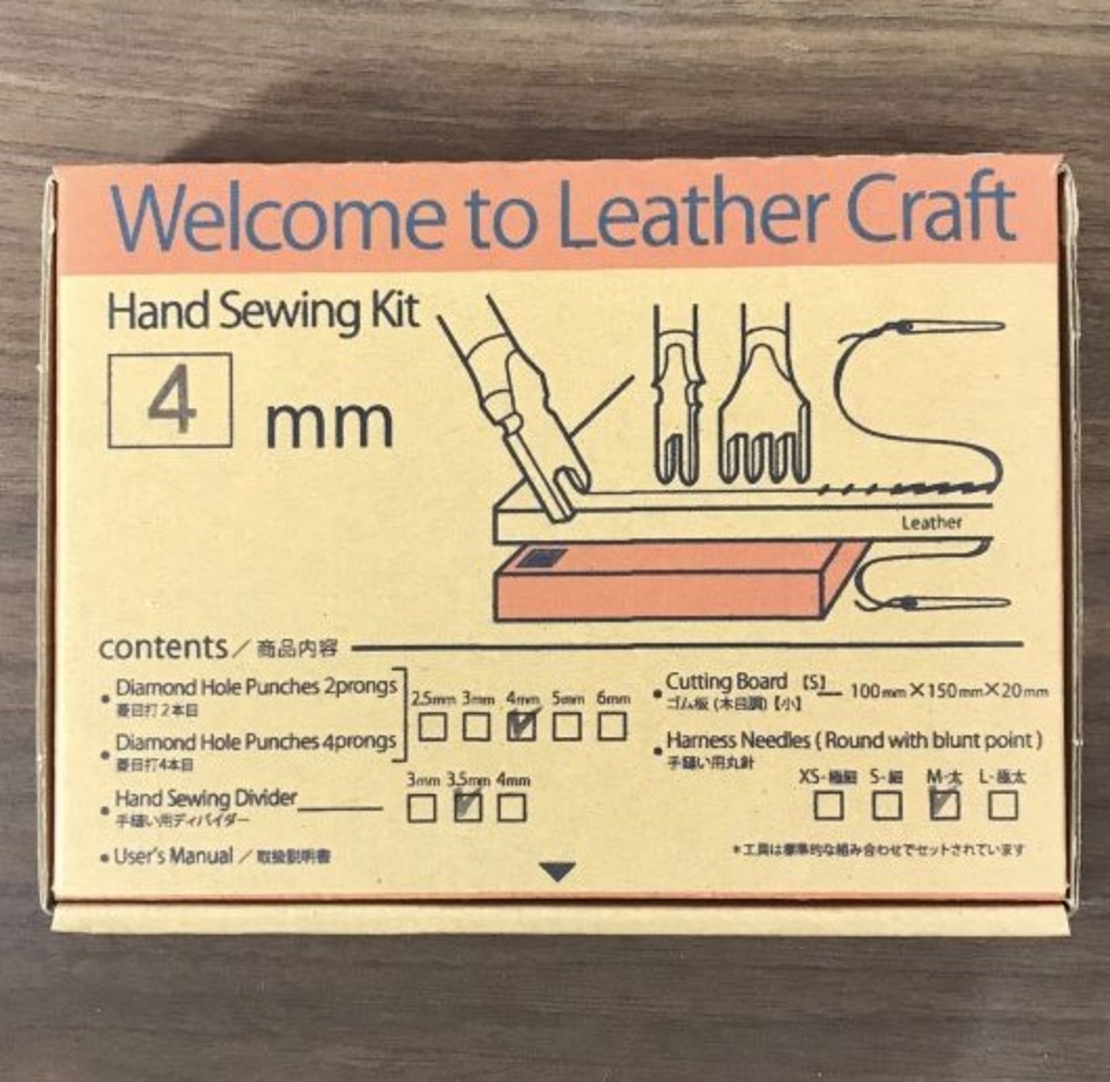 Welcome to Leather Craft
Hand Sewing Kit
4 mm
Leather
contents / 商品内容
• Diamond Hole Punches 2prongs
菱目打2本目
• Diamond Hole Punches 4prongs
菱目打4本目
2.5mm 3mm 4mm 5mm 6mm
• Hand Sewing Divider
手縫い用ディバイダー
3mm 3.5mm 4mm
• User's Manual / 取扱説明書
• Cutting Board 【S】 100mm×150mm×20mm
ゴム板 (木目調)【小】
• Harness Needles ( Round with blunt point )
手縫い用丸針
XS-極細 S-細 M-太 L-極太
*工具は標準的な組み合わせでセットされています